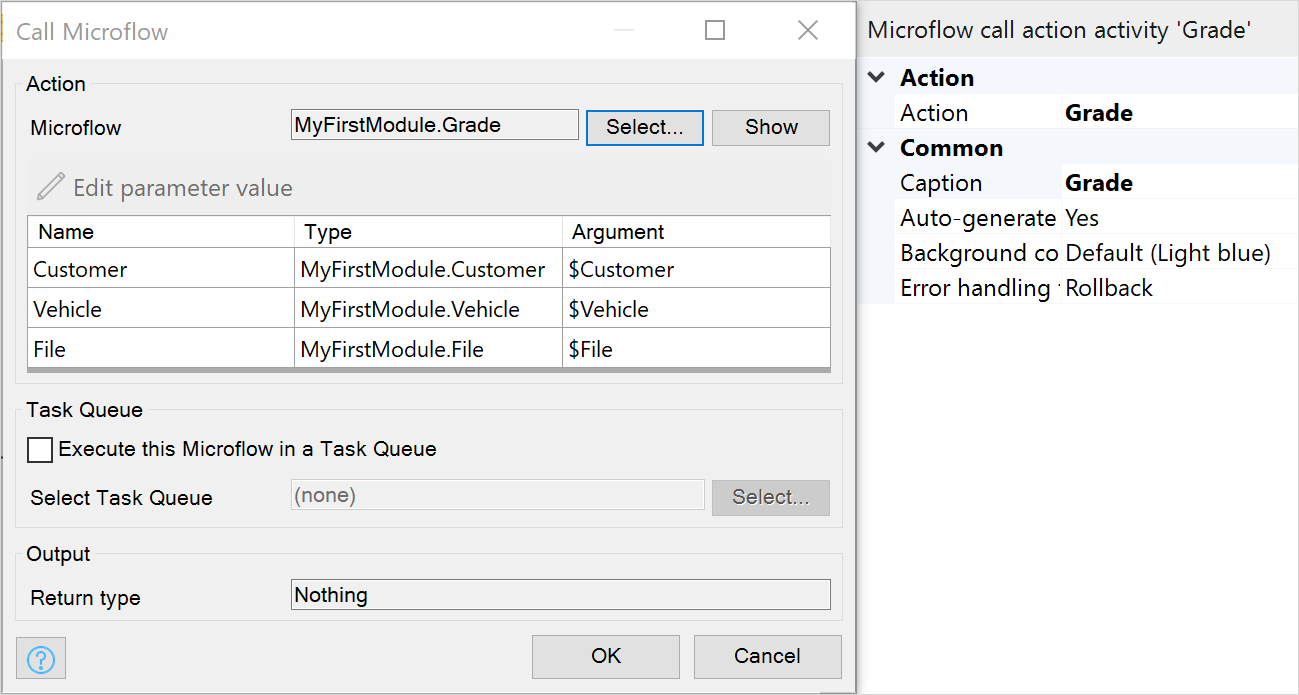 Call Microflow
Action
Microflow
MyFirstModule.Grade
Select...
Show
Edit parameter value
Name Type Argument
Customer MyFirstModule.Customer $Customer
Vehicle MyFirstModule.Vehicle $Vehicle
File MyFirstModule.File $File
Task Queue
Execute this Microflow in a Task Queue
Select Task Queue
(none)
Select...
Output
Return type
Nothing
?
OK
Cancel
Microflow call action activity 'Grade'
Action
Action Grade
Common
Caption Grade
Auto-generate Yes
Background co Default (Light blue)
Error handling Rollback